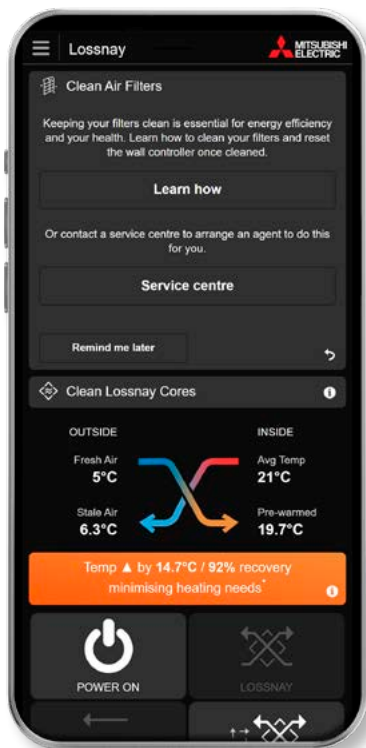 Lossnay
MITSUBISHI
ELECTRIC
Clean Air Filters
Keeping your filters clean is essential for energy efficiency
and your health. Learn how to clean your filters and reset
the wall controller once cleaned.
Learn how
Or contact a service centre to arrange an agent to do this
for you.
Service centre
Remind me later
Clean Lossnay Cores
OUTSIDE
INSIDE
Fresh Air
5°C
Avg Temp
21°C
Stale Air
6.3°C
Pre-warmed
19.7°C
Temp ▲ by 14.7°C / 92% recovery
minimising heating needs*
POWER ON
LOSSNAY